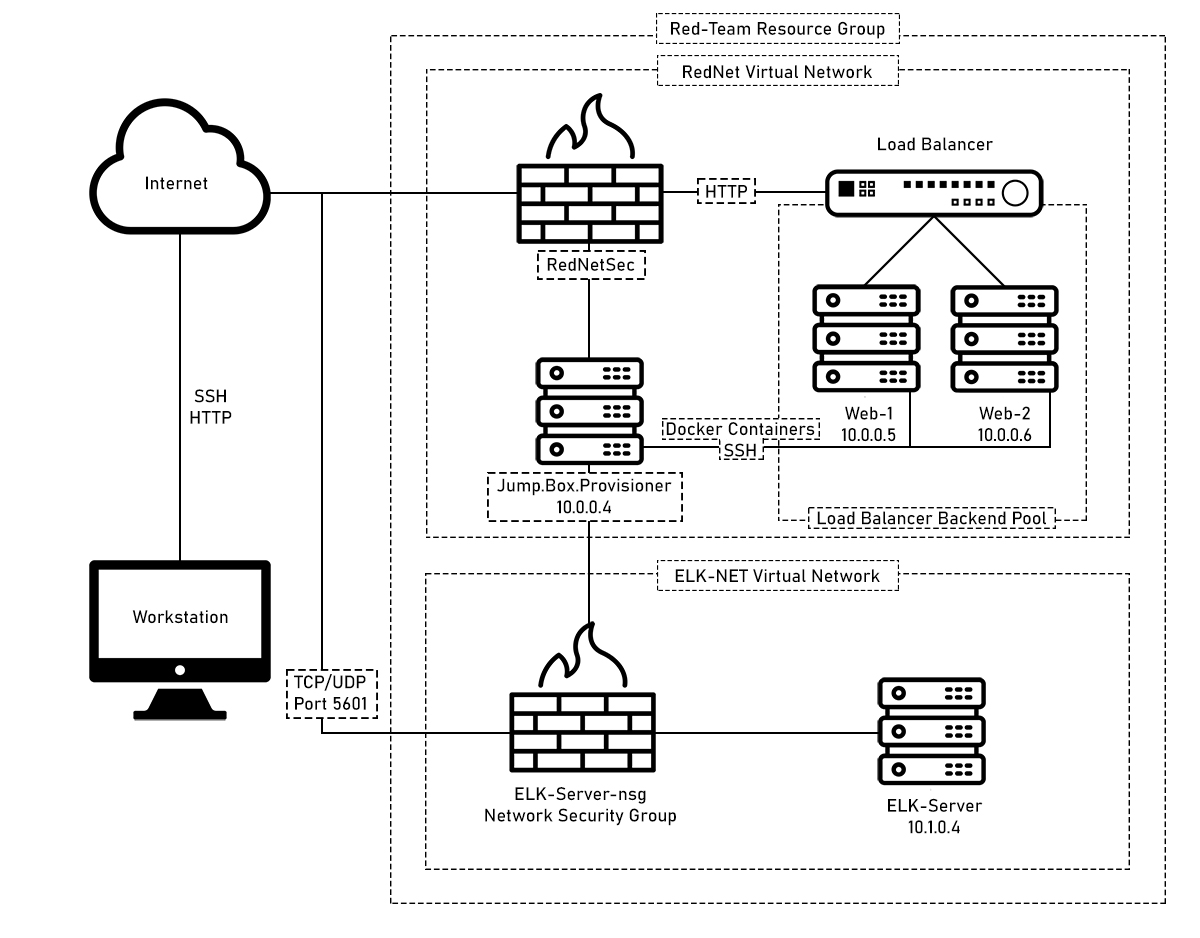 Red-Team Resource Group
RedNet Virtual Network
Load Balancer
Internet
HTTP
RedNetSec
SSH
HTTP
Web-1
10.0.0.5
Web-2
10.0.0.6
Docker Containers
SSH
Jump.Box.Provisioner
10.0.0.4
Load Balancer Backend Pool
ELK-NET Virtual Network
Workstation
TCP/UDP
Port 5601
ELK-Server-nsg
Network Security Group
ELK-Server
10.1.0.4